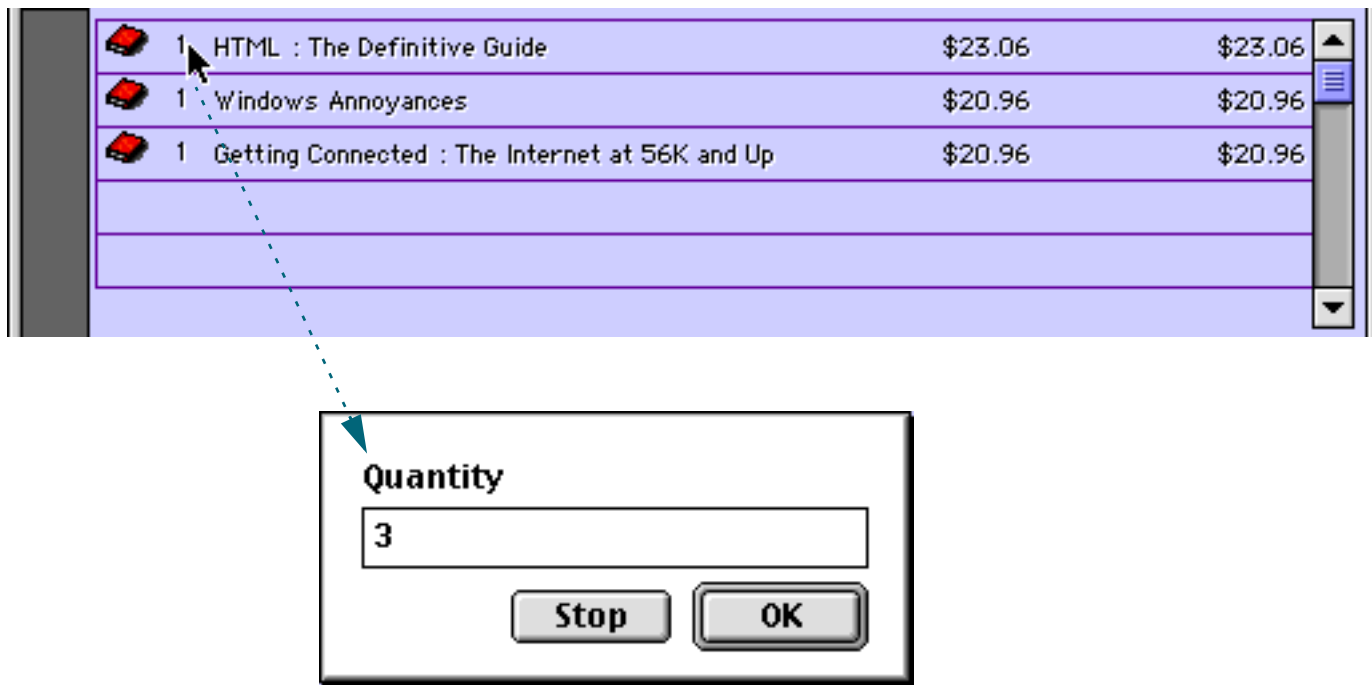 1 HTML : The Definitive Guide $23.06 $23.06
1 Windows Annoyances $20.96 $20.96
1 Getting Connected : The Internet at 56K and Up $20.96 $20.96
Quantity
3
Stop OK